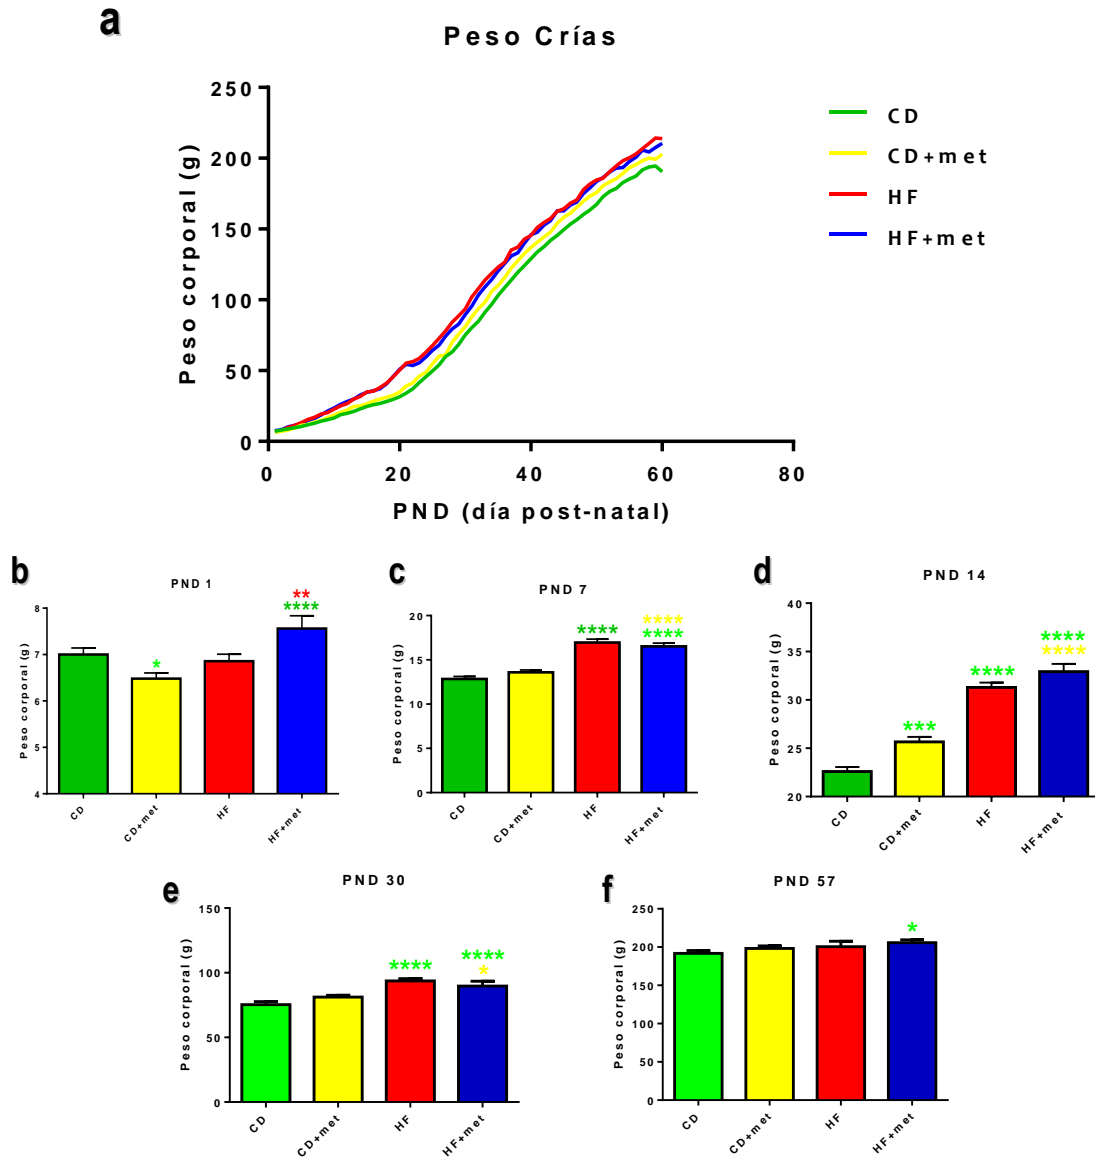 a
Peso Crías
250
200
150
100
50
0
Peso corporal (g)
0 20 40 60 80
PND (día post-natal)
CD
CD+met
HF
HF+met
b
PND 1
8
7
6
5
4
Peso corporal (g)
*
**
****
CD CD+met HF HF+met
c
PND 7
20
15
10
5
0
Peso corporal (g)
****
****
****
CD CD+met HF HF+met
d
PND 14
40
35
30
25
20
Peso corporal (g)
***
****
****
****
CD CD+met HF HF+met
e
PND 30
150
100
50
0
Peso corporal (g)
****
****
*
CD CD+met HF HF+met
f
PND 57
250
200
150
100
50
0
Peso corporal (g)
*
CD CD+met HF HF+met